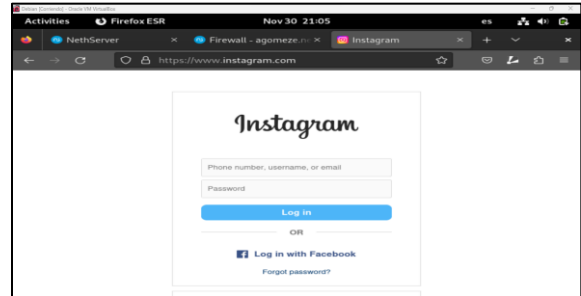 Debian [Corriendo] - Oracle VM VirtualBox
Activities Firefox ESR Nov 30 21:05 es
NethServer × Firewall - agomeze.n × Instagram ×
https://www.instagram.com
Instagram
Phone number, username, or email
Password
Log in
OR
Log in with Facebook
Forgot password?